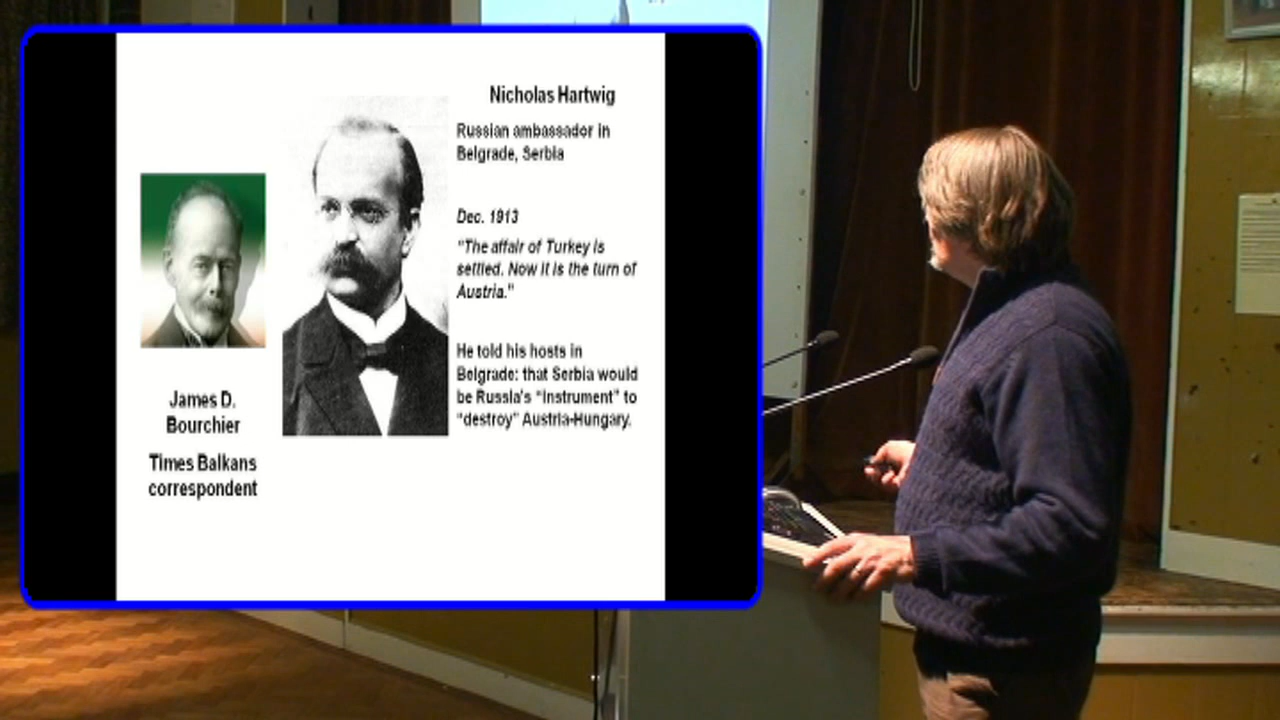 Nicholas Hartwig
Russian ambassador in
Belgrade, Serbia
Dec. 1913
"The affair of Turkey is
settled. Now it is the turn of
Austria."
He told his hosts in
Belgrade: that Serbia would
be Russia's "instrument" to
"destroy" Austria-Hungary.
James D.
Bourchier
Times Balkans
correspondent